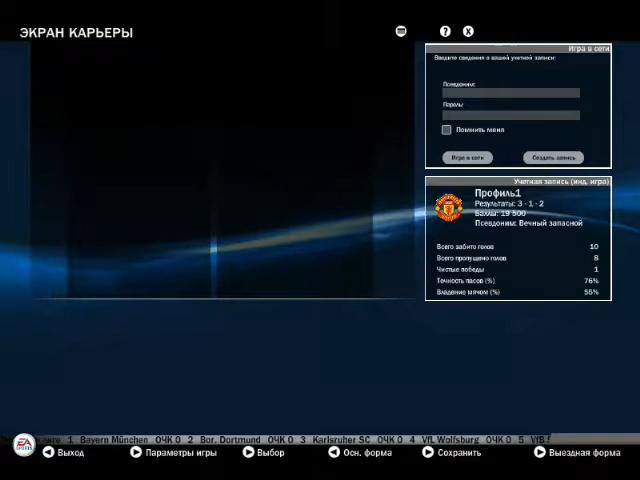 ЭКРАН КАРЬЕРЫ
? X
Игра в сети
Введите сведения о вашей учетной записи:
Псевдоним:
Пароль:
Помнить меня
Игра в сети Создать запись
Учетная запись (инд. игра)
Профиль1
Результаты: 3 - 1 - 2
Баллы: 19 500
Псевдоним: Вечный запасной
Всего забито голов 10
Всего пропущено голов 8
Чистые победы 1
Точность пасов (%) 76%
Владение мячом (%) 55%
EA SPORTS
1 Bayern München ОЧК 0 2 Bor. Dortmund ОЧК 0 3 Karlsruher SC ОЧК 0 4 VfL Wolfsburg ОЧК 0 5 VfB
Выход Параметры игры Выбор Осн. форма Сохранить Выездная форма